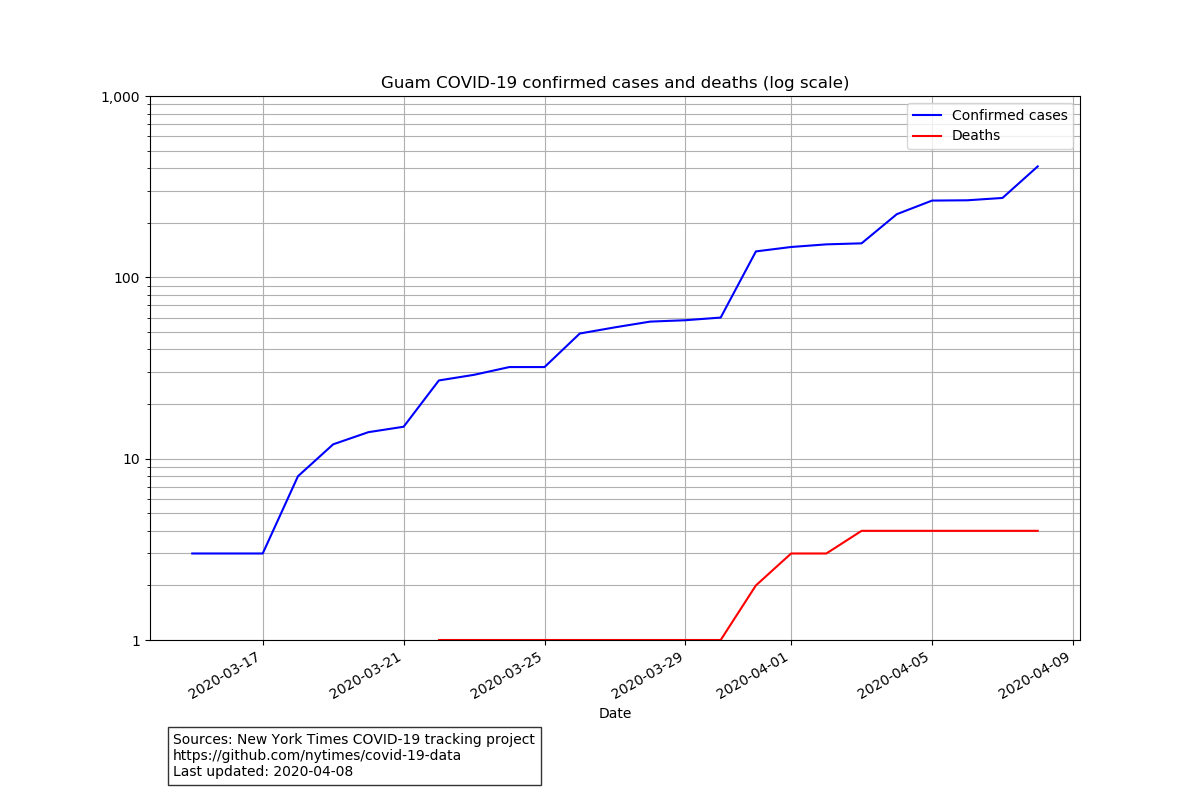 Guam COVID-19 confirmed cases and deaths (log scale)
1,000
100
10
1
Confirmed cases
Deaths
2020-03-17
2020-03-21
2020-03-25
2020-03-29
2020-04-01
2020-04-05
2020-04-09
Date
Sources: New York Times COVID-19 tracking project
https://github.com/nytimes/covid-19-data
Last updated: 2020-04-08